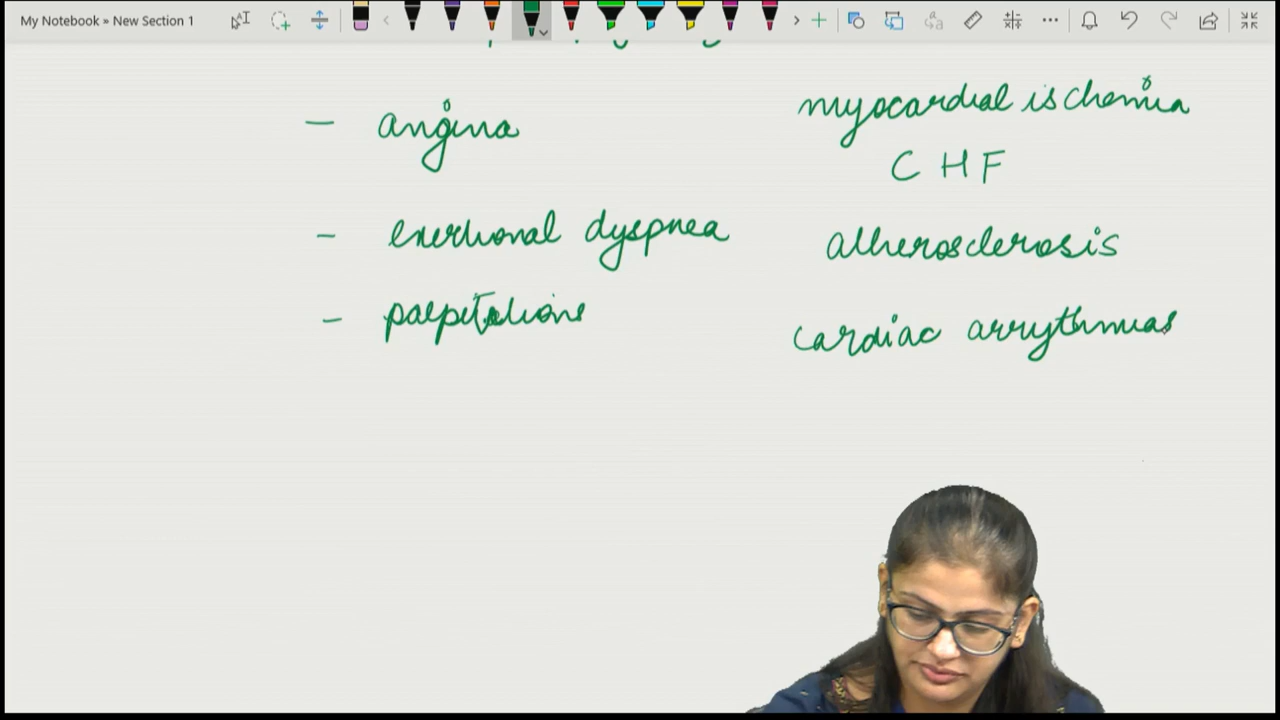 My Notebook » New Section 1
– angina
myocardial ischemia
CHF
– exertional dyspnea
atherosclerosis
– palpitations
cardiac arrythmias